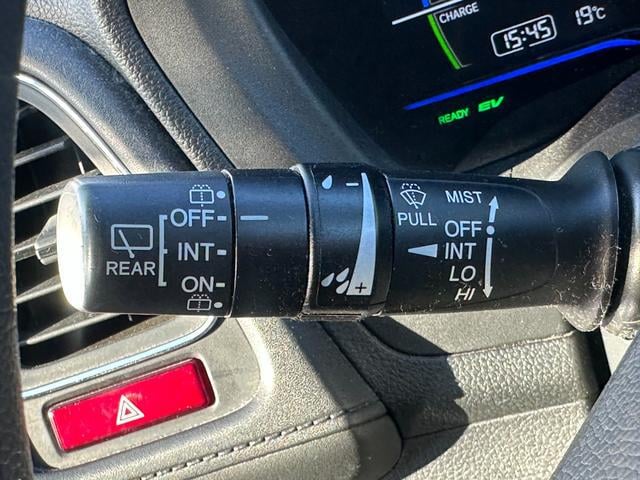 CHARGE
15:45
19°C
READY EV
OFF
INT
REAR
ON
−
+
PULL
MIST
OFF
INT
LO
HI